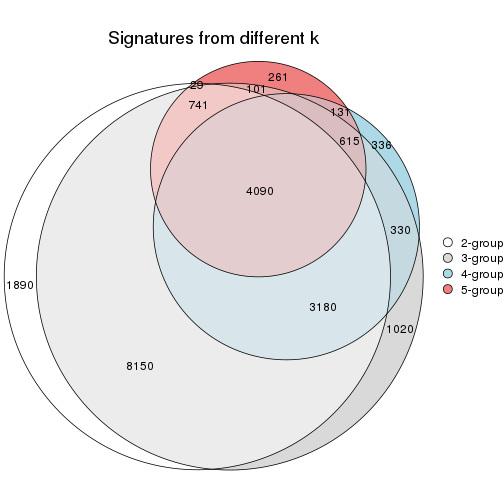 Signatures from different k
261
29
101
741
131
615
336
4090
330
2-group
3-group
4-group
5-group
1890
3180
1020
8150